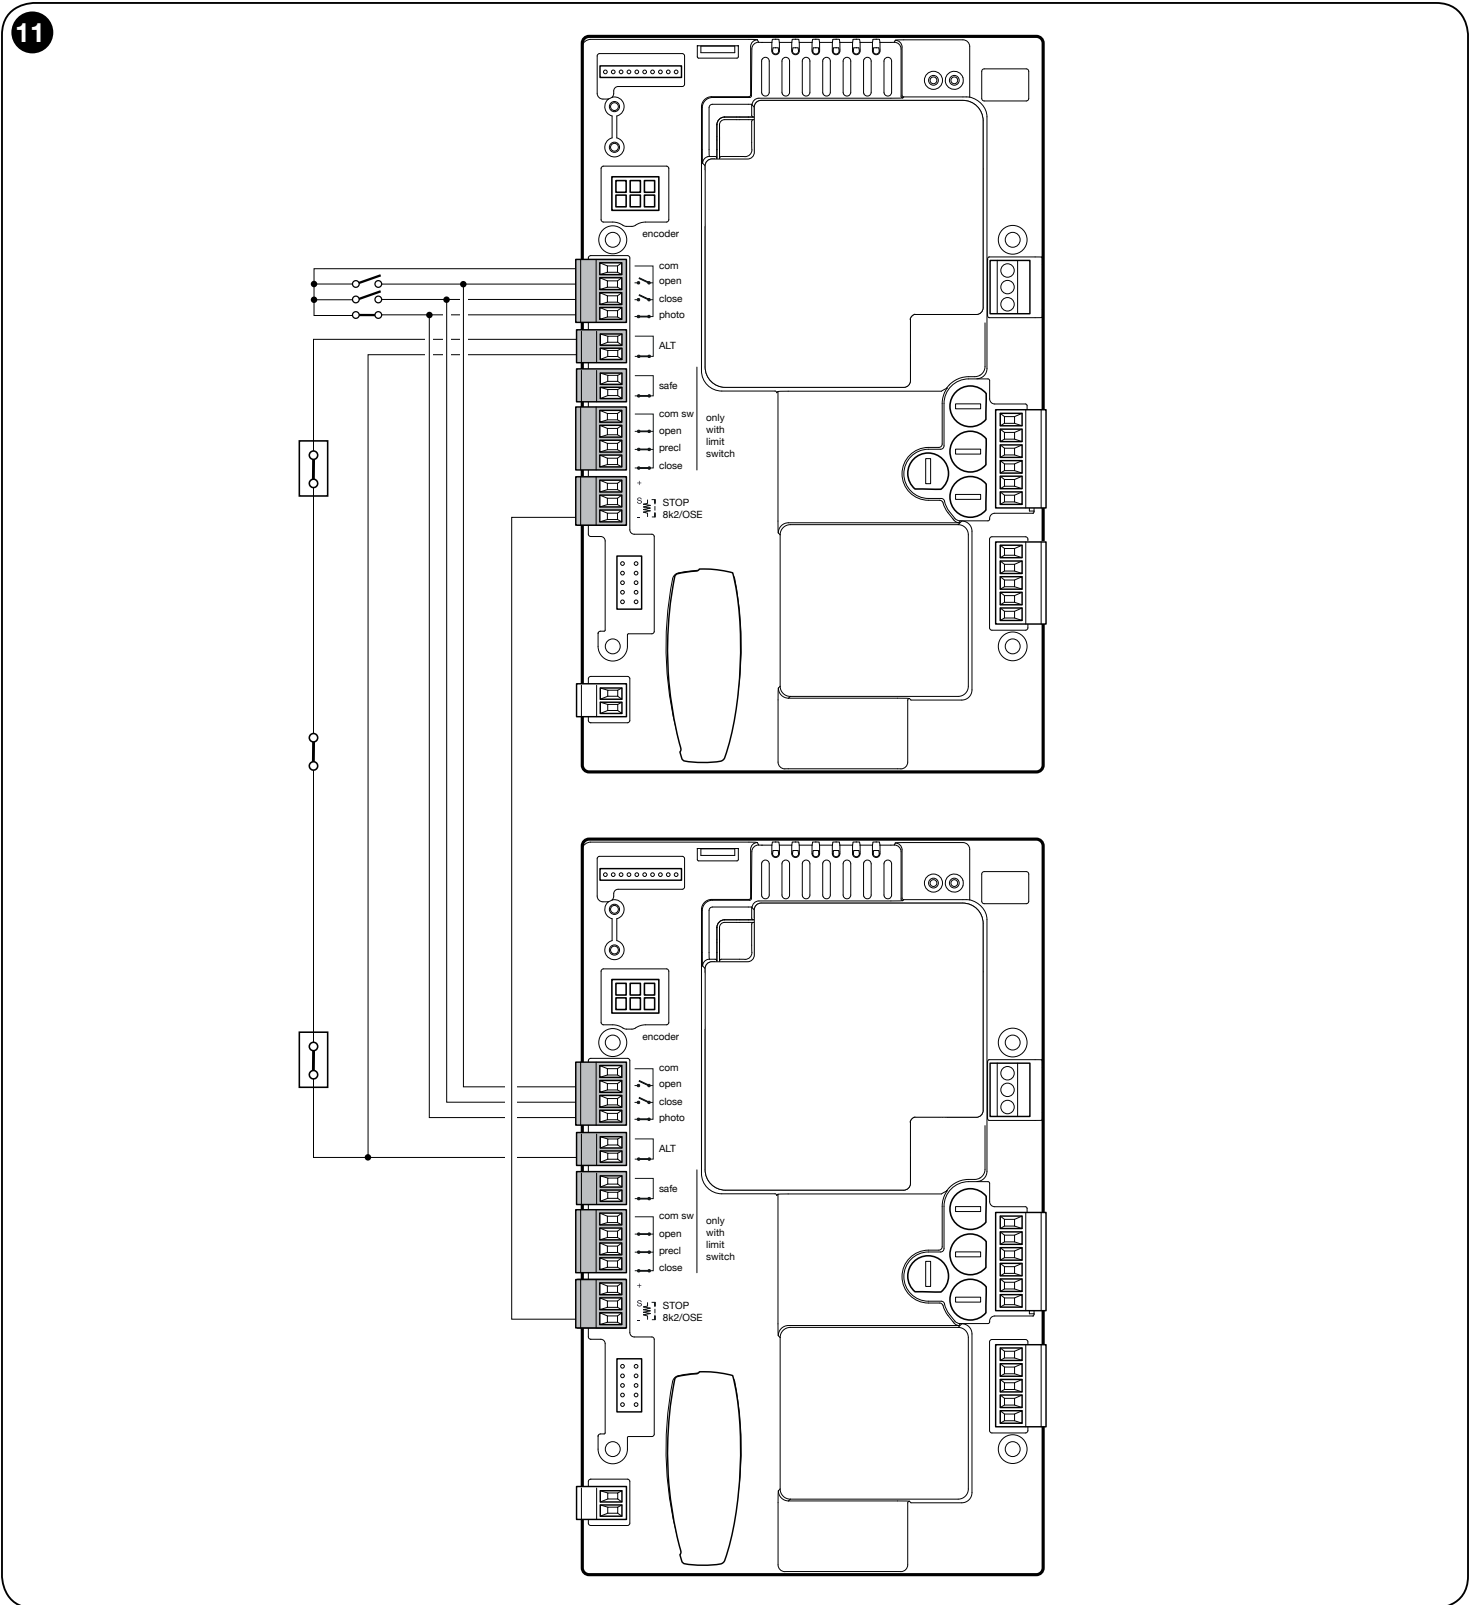 11
encoder
com
open
close
photo
ALT
safe
com sw
open
precl
close
only
with
limit
switch
+
S
-
STOP
8k2/OSE
encoder
com
open
close
photo
ALT
safe
com sw
open
precl
close
only
with
limit
switch
+
S
-
STOP
8k2/OSE